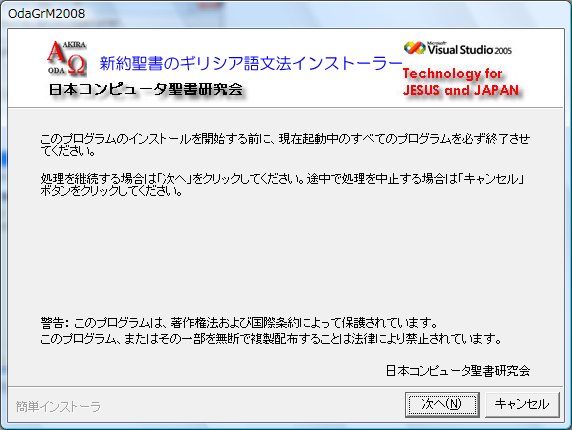 OdaGrM2008
AKIRA
ΑΩ
ODA
新約聖書のギリシア語文法インストーラー
Microsoft
Visual Studio 2005
日本コンピュータ聖書研究会
Technology for
JESUS and JAPAN
このプログラムのインストールを開始する前に、現在起動中のすべてのプログラムを必ず終了させ
てください。
処理を継続する場合は「次へ」をクリックしてください。途中で処理を中止する場合は「キャンセル」
ボタンをクリックしてください。
警告: このプログラムは、著作権法および国際条約によって保護されています。
このプログラム、またはその一部を無断で複製配布することは法律により禁止されています。
日本コンピュータ聖書研究会
簡単インストーラ
次へ(N)
キャンセル